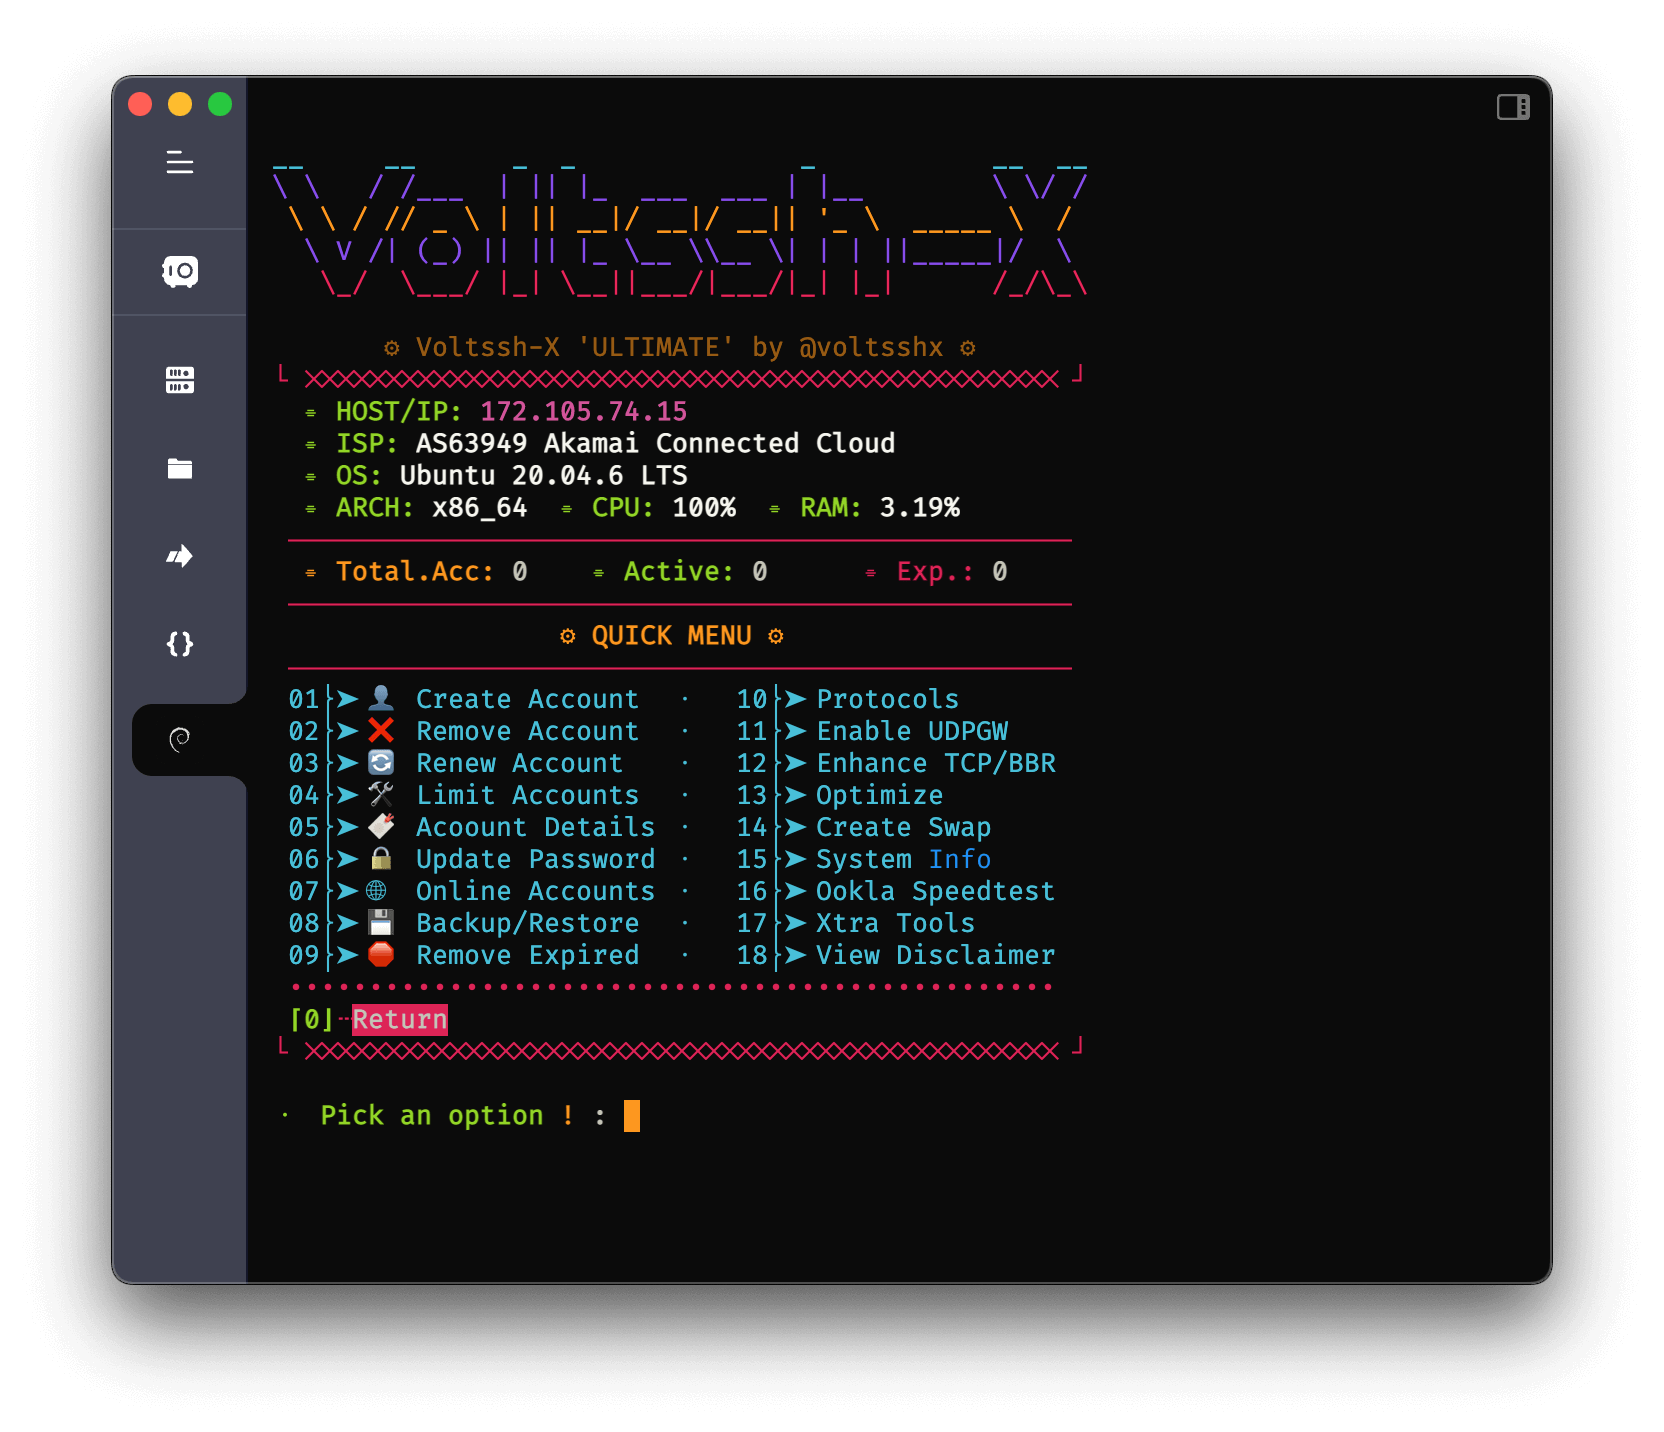 Voltssh-X
⚙ Voltssh-X 'ULTIMATE' by @voltsshx ⚙
HOST/IP: 172.105.74.15
ISP: AS63949 Akamai Connected Cloud
OS: Ubuntu 20.04.6 LTS
ARCH: x86_64 CPU: 100% RAM: 3.19%
Total.Acc: 0 Active: 0 Exp.: 0
⚙ QUICK MENU ⚙
01 ➤ 👤 Create Account · 10 ➤ Protocols
02 ➤ ❌ Remove Account · 11 ➤ Enable UDPGW
03 ➤ 🔄 Renew Account · 12 ➤ Enhance TCP/BBR
04 ➤ 🛠 Limit Accounts · 13 ➤ Optimize
05 ➤ 🔖 Acoount Details · 14 ➤ Create Swap
06 ➤ 🔒 Update Password · 15 ➤ System Info
07 ➤ 🌐 Online Accounts · 16 ➤ Ookla Speedtest
08 ➤ 💾 Backup/Restore · 17 ➤ Xtra Tools
09 ➤ 🛑 Remove Expired · 18 ➤ View Disclaimer
⌈0⌋ Return
· Pick an option ! :